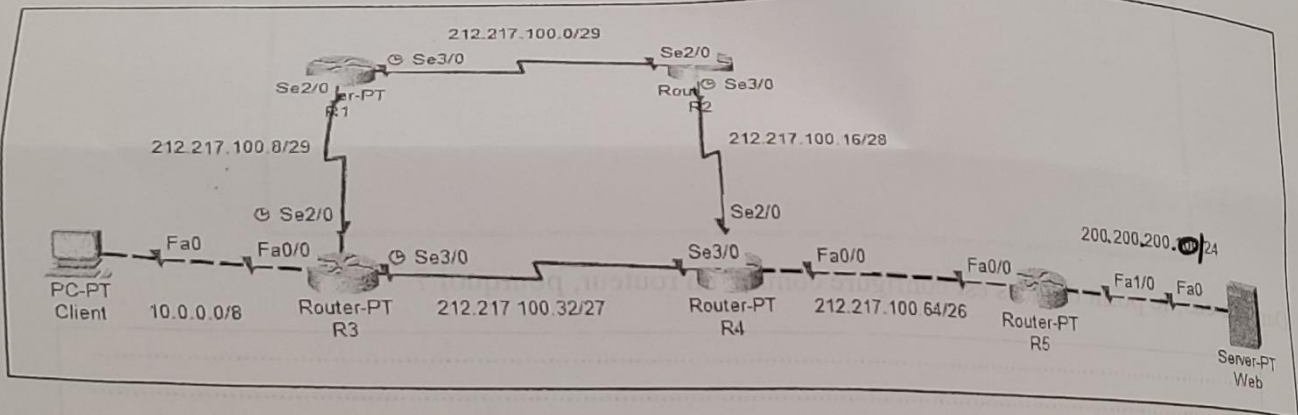 212.217.100.0/29
Se3/0
Se2/0
Se2/0
er-PT
R1
Rou
R2
Se3/0
212.217.100.8/29
212.217.100.16/28
Se2/0
Se2/0
200.200.200. /24
Fa0
Fa0/0
Se3/0
Se3/0
Fa0/0
Fa0/0
Fa1/0
Fa0
PC-PT
Client
10.0.0.0/8
Router-PT
R3
212.217.100.32/27
Router-PT
R4
212.217.100.64/26
Router-PT
R5
Server-PT
Web